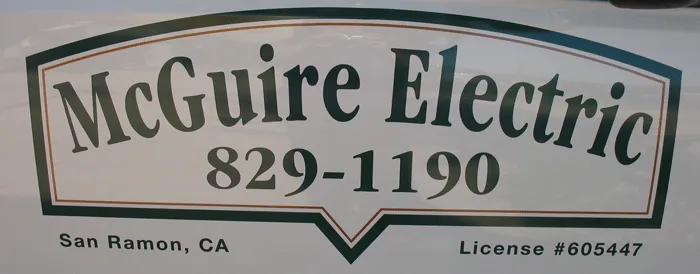 McGuire Electric
829-1190
San Ramon, CA
License #605447